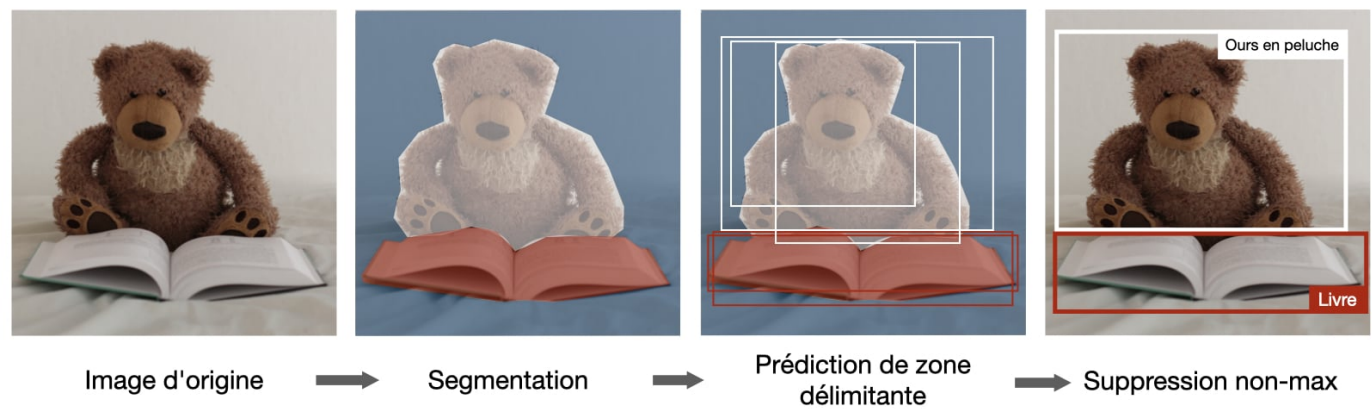 Ours en peluche
Livre
Image d'origine
Segmentation
Prédiction de zone
délimitante
Suppression non-max